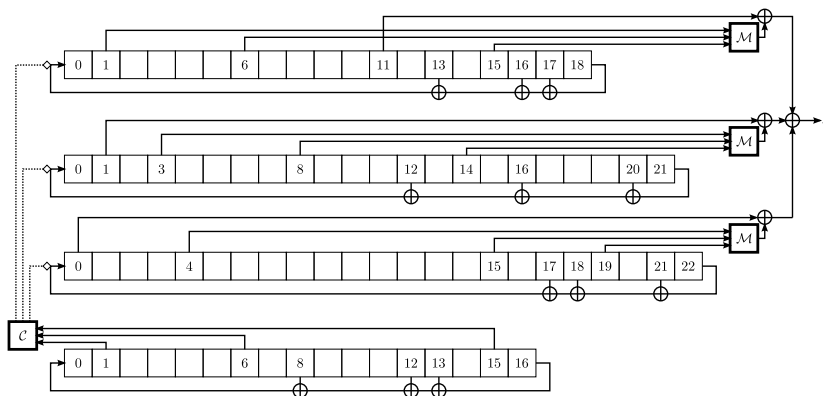 0 1 6 11 13 15 16 17 18 M
0 1 3 8 12 14 16 20 21 M
0 4 15 17 18 19 21 22 M
C
0 1 6 8 12 13 15 16